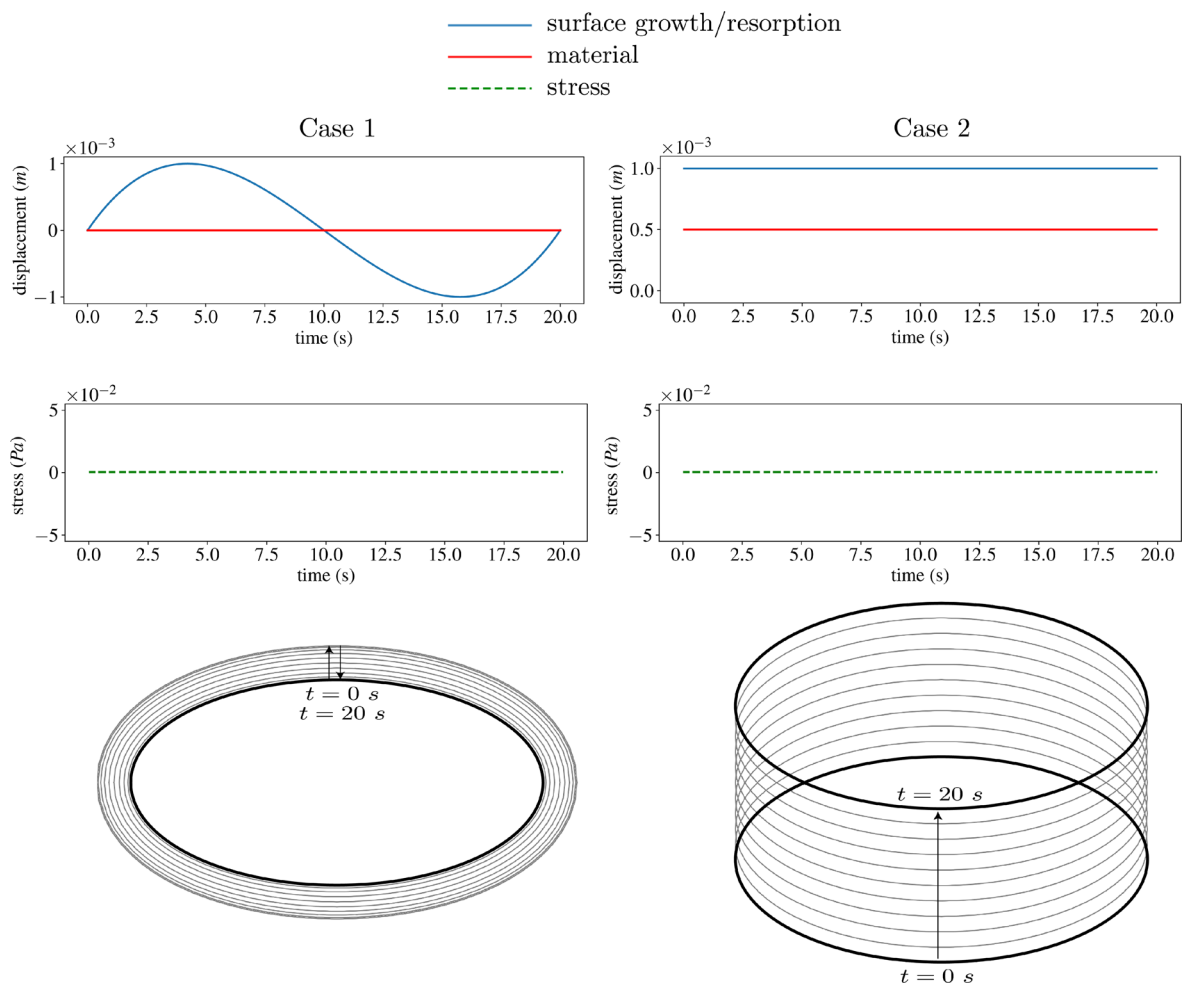 surface growth/resorption
material
stress
Case 1
Case 2
×10⁻³
displacement (m)
1
0
−1
0.0 2.5 5.0 7.5 10.0 12.5 15.0 17.5 20.0
time (s)
×10⁻³
displacement (m)
1.0
0.5
0.0
0.0 2.5 5.0 7.5 10.0 12.5 15.0 17.5 20.0
time (s)
×10⁻²
stress (Pa)
5
0
−5
0.0 2.5 5.0 7.5 10.0 12.5 15.0 17.5 20.0
time (s)
×10⁻²
stress (Pa)
5
0
−5
0.0 2.5 5.0 7.5 10.0 12.5 15.0 17.5 20.0
time (s)
t = 0 s
t = 20 s
t = 20 s
t = 0 s